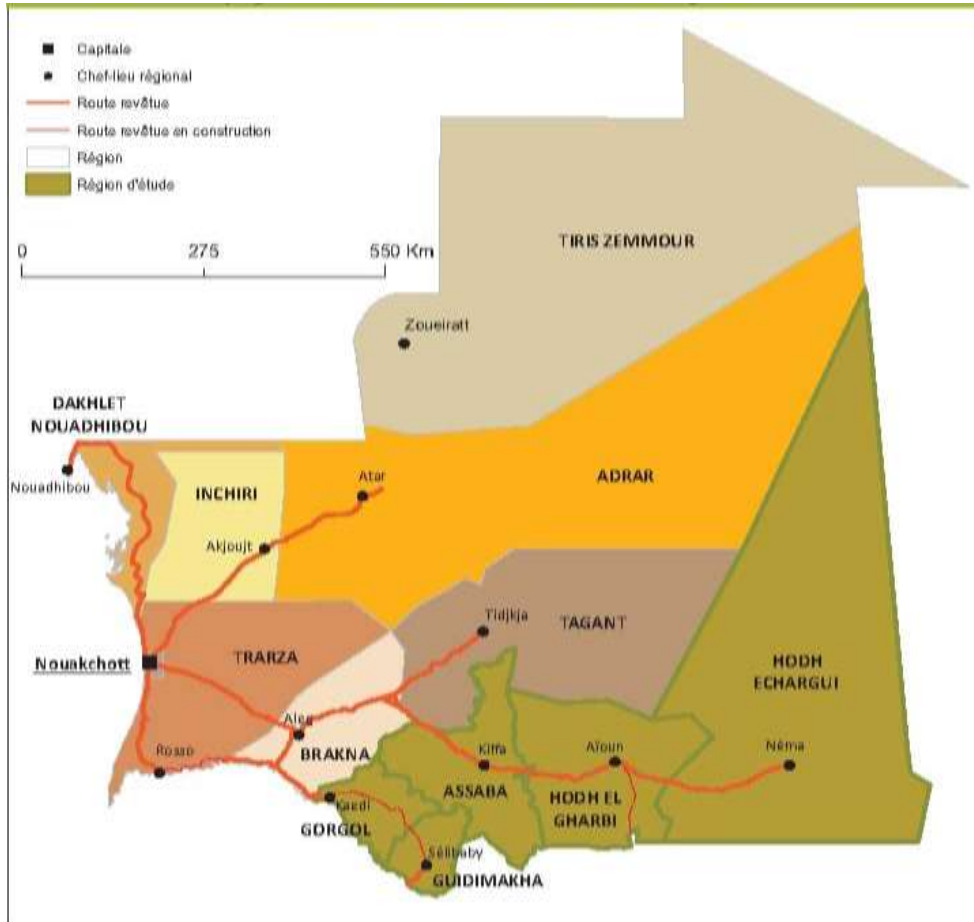 Capitale
Chef-lieu régional
Route revêtue
Route revêtue en construction
Région
Région d'étude
0 275 550 Km
TIRIS ZEMMOUR
Zoueiratt
DAKHLET
NOUADHIBOU
Nouadhibou
INCHIRI
Atar
ADRAR
Akjoujt
Tidjkja
TAGANT
Nouakchott
TRARZA
HODH
ECHARGUI
Aleg
BRAKNA
Rosso
Kiffa
Aïoun
Néma
ASSABA
HODH EL
GHARBI
Kaedi
GORGOL
Sélibaby
GUIDIMAKHA